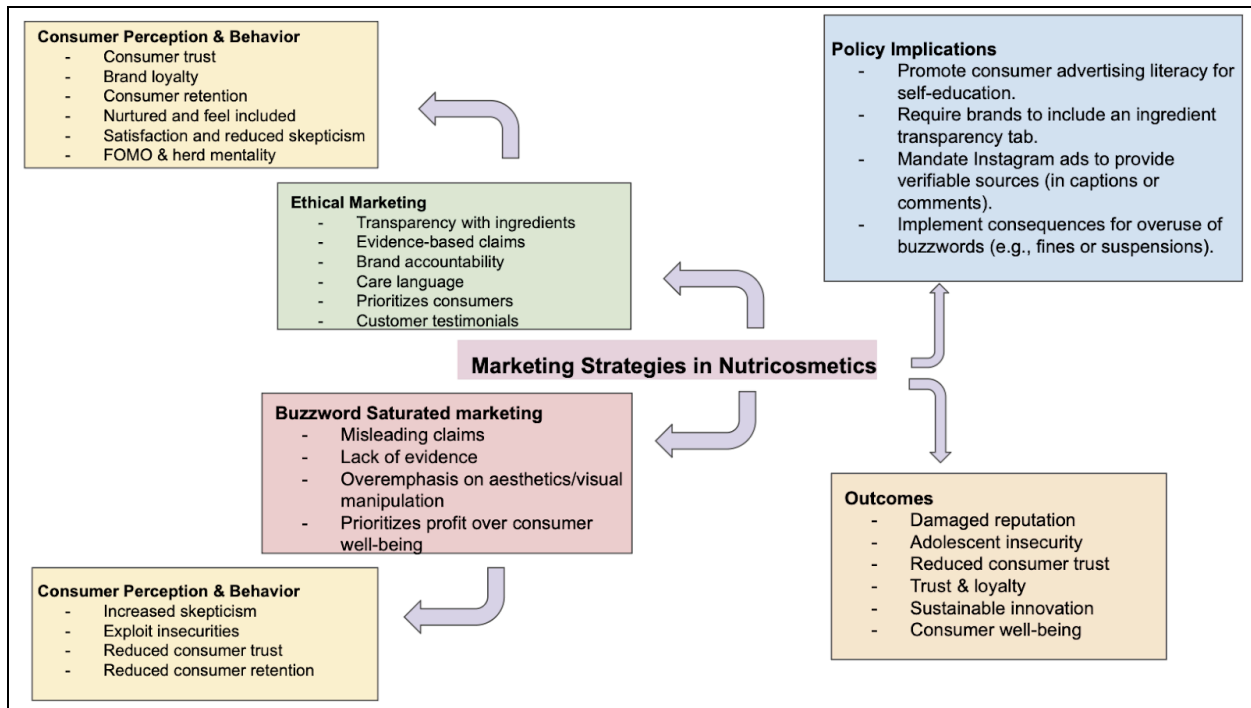 Consumer Perception & Behavior
- Consumer trust
- Brand loyalty
- Consumer retention
- Nurtured and feel included
- Satisfaction and reduced skepticism
- FOMO & herd mentality
Policy Implications
- Promote consumer advertising literacy for
self-education.
- Require brands to include an ingredient
transparency tab.
- Mandate Instagram ads to provide
verifiable sources (in captions or
comments).
- Implement consequences for overuse of
buzzwords (e.g., fines or suspensions).
Ethical Marketing
- Transparency with ingredients
- Evidence-based claims
- Brand accountability
- Care language
- Prioritizes consumers
- Customer testimonials
Marketing Strategies in Nutricosmetics
Buzzword Saturated marketing
- Misleading claims
- Lack of evidence
- Overemphasis on aesthetics/visual
manipulation
- Prioritizes profit over consumer
well-being
Outcomes
- Damaged reputation
- Adolescent insecurity
- Reduced consumer trust
- Trust & loyalty
- Sustainable innovation
- Consumer well-being
Consumer Perception & Behavior
- Increased skepticism
- Exploit insecurities
- Reduced consumer trust
- Reduced consumer retention